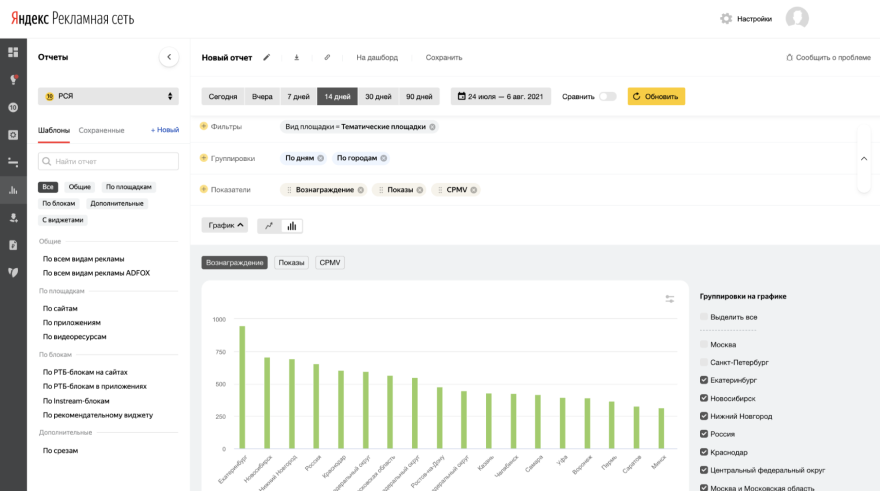 Яндекс Рекламная сеть
Настройки
Отчеты
Новый отчет
На дашборд
Сохранить
Сообщить о проблеме
10 РСЯ
Сегодня Вчера 7 дней 14 дней 30 дней 90 дней
24 июля — 6 авг. 2021
Сравнить
Обновить
Шаблоны Сохраненные + Новый
Фильтры
Вид площадки = Тематические площадки
Найти отчет
Группировки
По дням По городам
Все Общие По площадкам
По блокам Дополнительные
С виджетами
Показатели
Вознаграждение Показы CPMV
График
Общие
По всем видам рекламы
По всем видам рекламы ADFOX
По площадкам
По сайтам
По приложениям
По видеоресурсам
По блокам
По РТБ-блокам на сайтах
По РТБ-блокам в приложениях
По Instream-блокам
По рекомендательному виджету
Дополнительные
По срезам
Вознаграждение Показы CPMV
1000
750
500
250
0
Екатеринбург
Новосибирск
Нижний Новгород
Россия
Краснодар
федеральный округ
Московская область
федеральный округ
Ростов-на-Дону
федеральный округ
Казань
Челябинск
Самара
Уфа
Воронеж
Пермь
Саратов
Минск
Группировки на графике
Выделить все
Москва
Санкт-Петербург
Екатеринбург
Новосибирск
Нижний Новгород
Россия
Краснодар
Центральный федеральный округ
Москва и Московская область